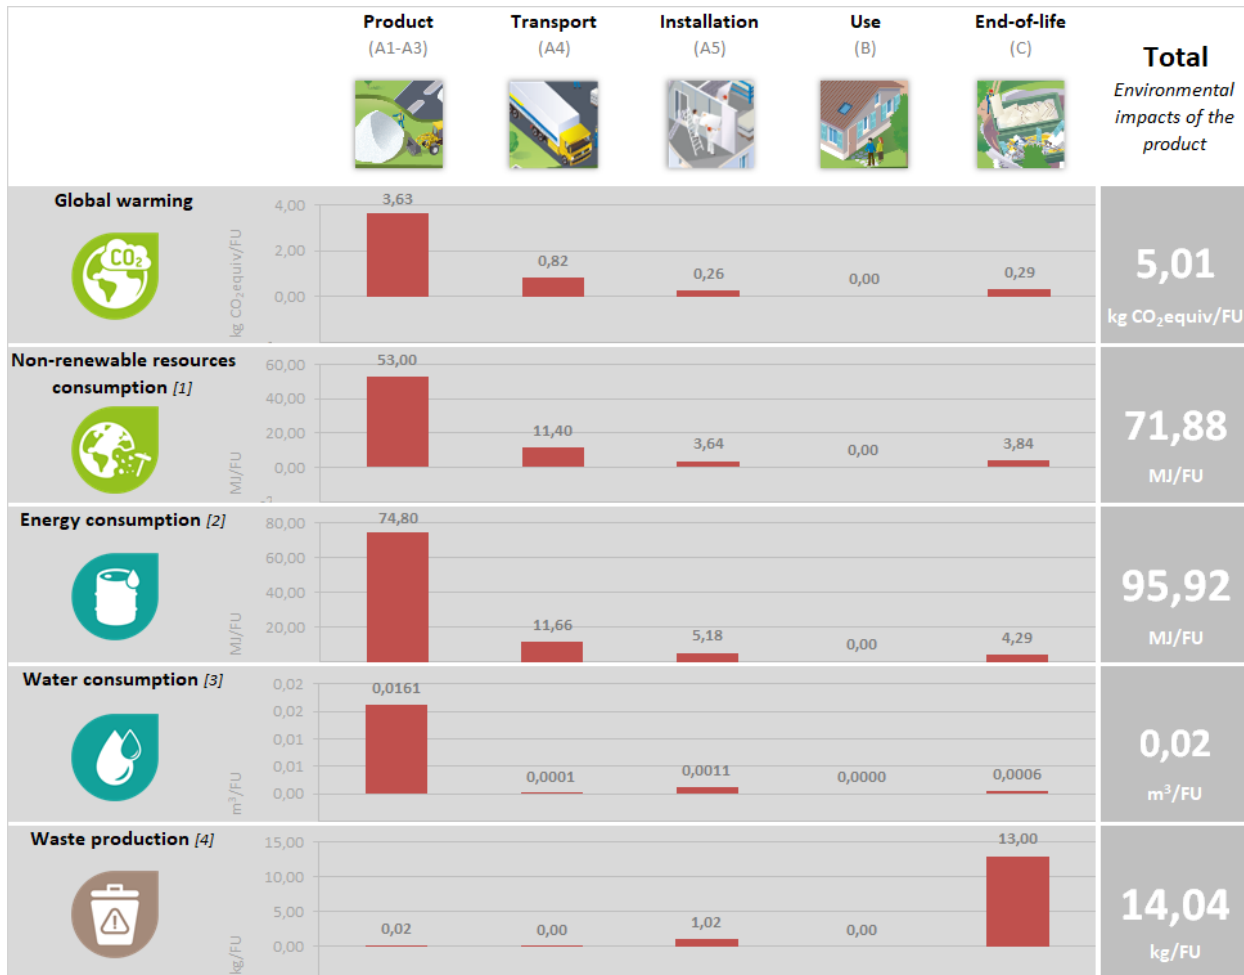 Product
Transport
Installation
Use
End-of-life
(A1-A3)
(A4)
(A5)
(B)
(C)
Total
Environmental
impacts of the
product
Global warming
CO₂
kg CO₂equiv/FU
4,00
2,00
0,00
3,63
0,82
0,26
0,00
0,29
5,01
kg CO₂equiv/FU
Non-renewable resources
consumption [1]
MJ/FU
60,00
40,00
20,00
0,00
53,00
11,40
3,64
0,00
3,84
71,88
MJ/FU
Energy consumption [2]
MJ/FU
80,00
60,00
40,00
20,00
74,80
11,66
5,18
0,00
4,29
95,92
MJ/FU
Water consumption [3]
m³/FU
0,02
0,02
0,01
0,01
0,00
0,0161
0,0001
0,0011
0,0000
0,0006
0,02
m³/FU
Waste production [4]
kg/FU
15,00
10,00
5,00
0,00
0,02
0,00
1,02
0,00
13,00
14,04
kg/FU